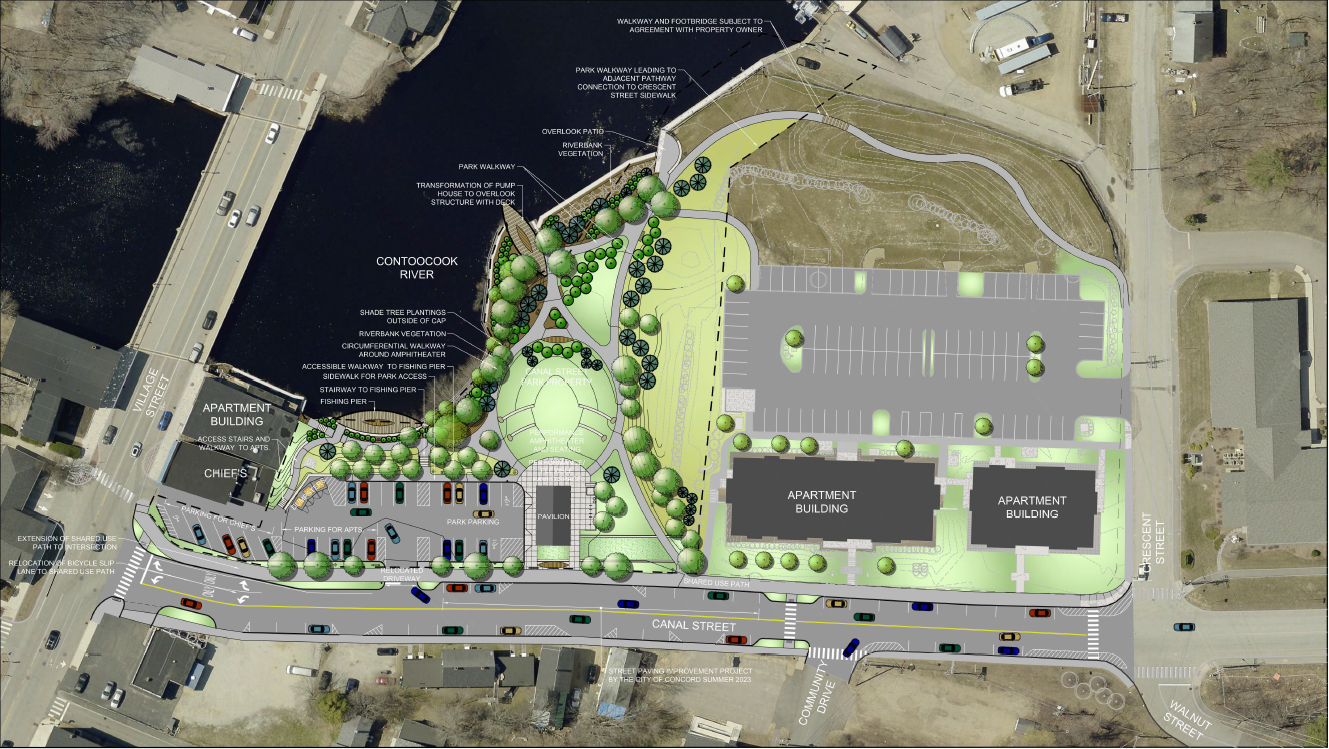 WALKWAY AND FOOTBRIDGE SUBJECT TO
AGREEMENT WITH PROPERTY OWNER
PARK WALKWAY LEADING TO
ADJACENT PATHWAY
CONNECTION TO CRESCENT
STREET SIDEWALK
OVERLOOK PATIO
RIVERBANK
VEGETATION
PARK WALKWAY
TRANSFORMATION OF PUMP
HOUSE TO OVERLOOK
STRUCTURE WITH DECK
CONTOOCOOK
RIVER
SHADE TREE PLANTINGS
OUTSIDE OF CAP
RIVERBANK VEGETATION
CIRCUMFERENTIAL WALKWAY
AROUND AMPHITHEATER
ACCESSIBLE WALKWAY TO FISHING PIER
SIDEWALK FOR PARK ACCESS
STAIRWAY TO FISHING PIER
FISHING PIER
CANAL STREET
PARK PROPERTY
AMPHITHEATER
AND SEATING
VILLAGE
STREET
APARTMENT
BUILDING
ACCESS STAIRS AND
WALKWAY TO APTS.
CHIEF'S
PARKING FOR CHIEF'S
PARKING FOR APTS.
PARK PARKING
PAVILION
APARTMENT
BUILDING
APARTMENT
BUILDING
EXTENSION OF SHARED USE
PATH TO INTERSECTION
RELOCATION OF BICYCLE SLIP
LANE TO SHARED USE PATH
ONLY
RELOCATED
DRIVEWAY
SHARED USE PATH
CANAL STREET
CRESCENT
STREET
STREET PAVING IMPROVEMENT PROJECT
BY THE CITY OF CONCORD SUMMER 2023
COMMUNITY
DRIVE
WALNUT
STREET